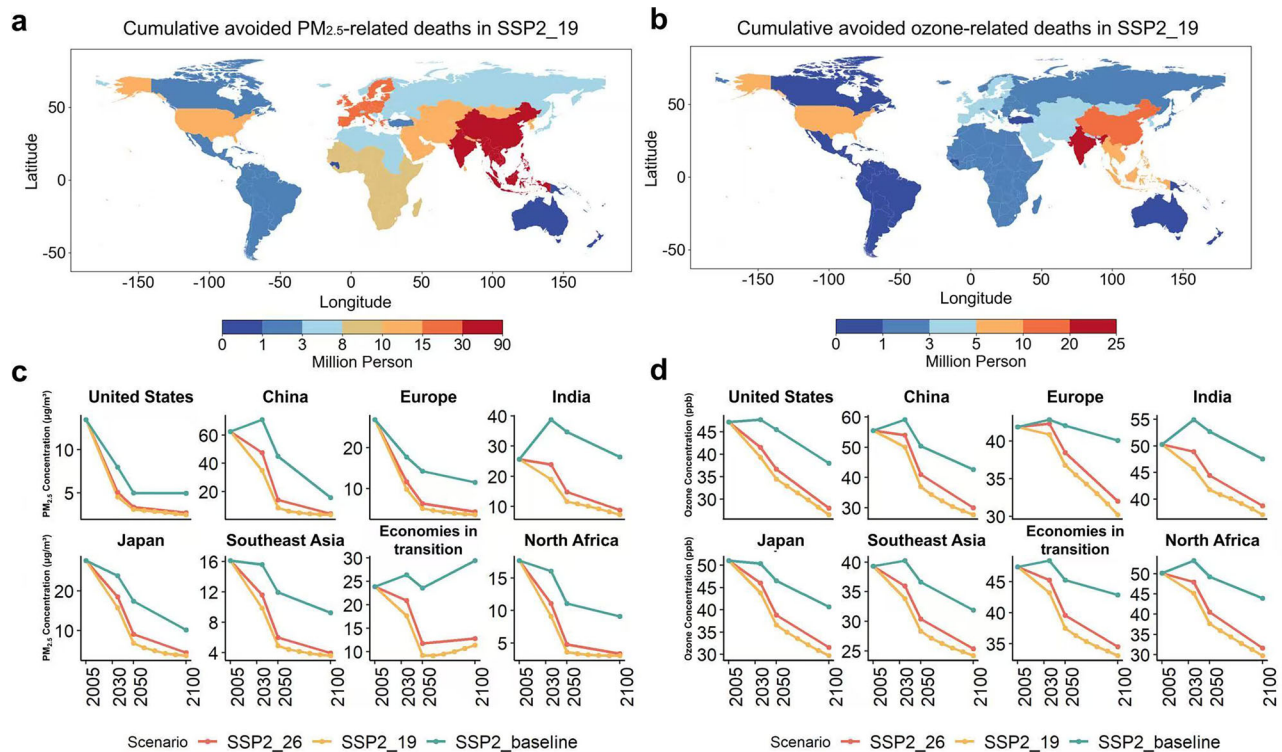 a
Cumulative avoided PM2.5-related deaths in SSP2_19
Latitude
50
0
-50
-150 -100 -50 0 50 100 150
Longitude
0 1 3 8 10 15 30 90
Million Person
b
Cumulative avoided ozone-related deaths in SSP2_19
Latitude
50
0
-50
-150 -100 -50 0 50 100 150
Longitude
0 1 3 5 10 20 25
Million Person
c
PM2.5 Concentration (µg/m³)
United States
10
5
China
60
40
20
Europe
20
10
India
40
30
20
10
PM2.5 Concentration (µg/m³)
Japan
20
10
Southeast Asia
16
12
8
4
Economies in
transition
30
25
20
15
10
North Africa
15
10
5
2005 2030 2050 2100
2005 2030 2050 2100
2005 2030 2050 2100
2005 2030 2050 2100
d
Ozone Concentration (ppb)
United States
45
40
35
30
China
60
50
40
30
Europe
40
35
30
India
55
50
45
40
Ozone Concentration (ppb)
Japan
50
45
40
35
30
Southeast Asia
40
35
30
25
Economies in
transition
45
40
35
North Africa
50
45
40
35
30
2005 2030 2050 2100
2005 2030 2050 2100
2005 2030 2050 2100
2005 2030 2050 2100
Scenario SSP2_26 SSP2_19 SSP2_baseline
Scenario SSP2_26 SSP2_19 SSP2_baseline